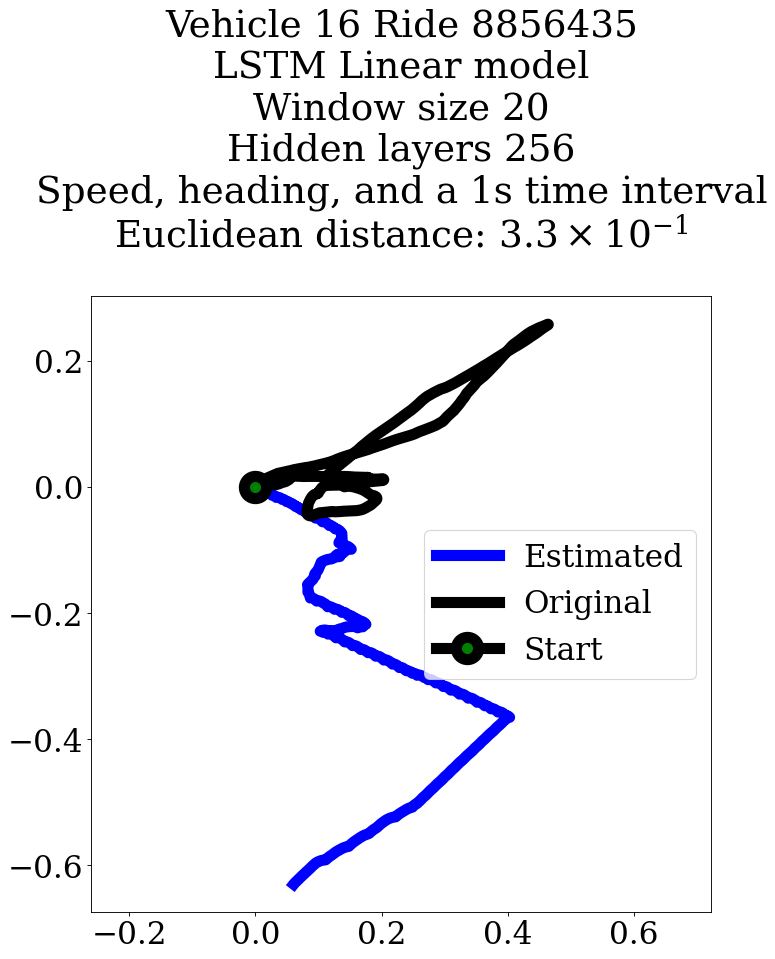 Vehicle 16 Ride 8856435
LSTM Linear model
Window size 20
Hidden layers 256
Speed, heading, and a 1s time interval
Euclidean distance: 3.3 × 10⁻¹
0.2
0.0
−0.2
−0.4
−0.6
Estimated
Original
Start
−0.2 0.0 0.2 0.4 0.6